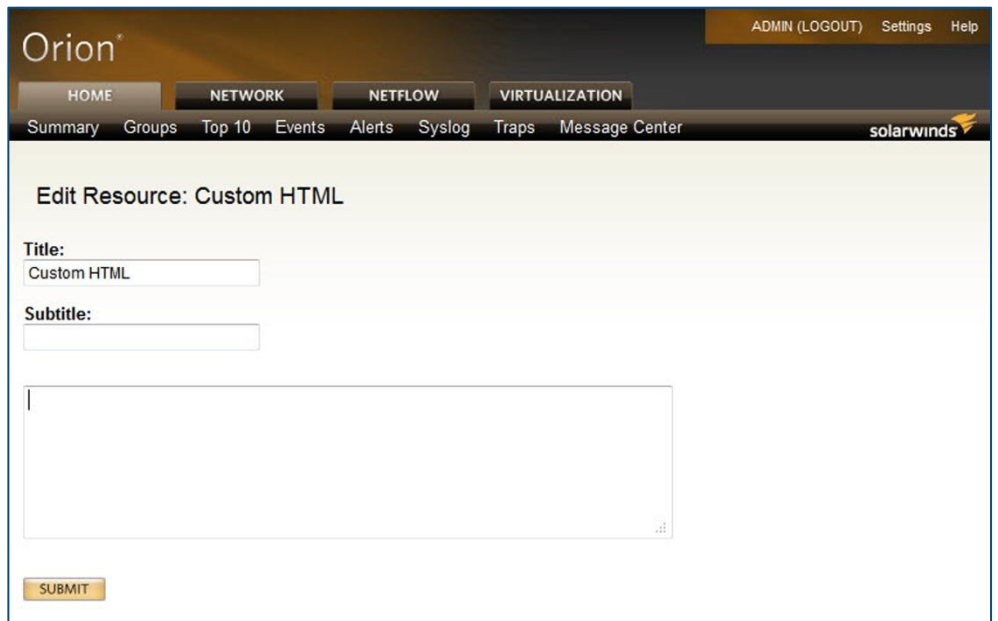 ADMIN (LOGOUT) Settings Help
Orion®
HOME NETWORK NETFLOW VIRTUALIZATION
Summary Groups Top 10 Events Alerts Syslog Traps Message Center
solarwinds
Edit Resource: Custom HTML
Title:
Custom HTML
Subtitle:
SUBMIT